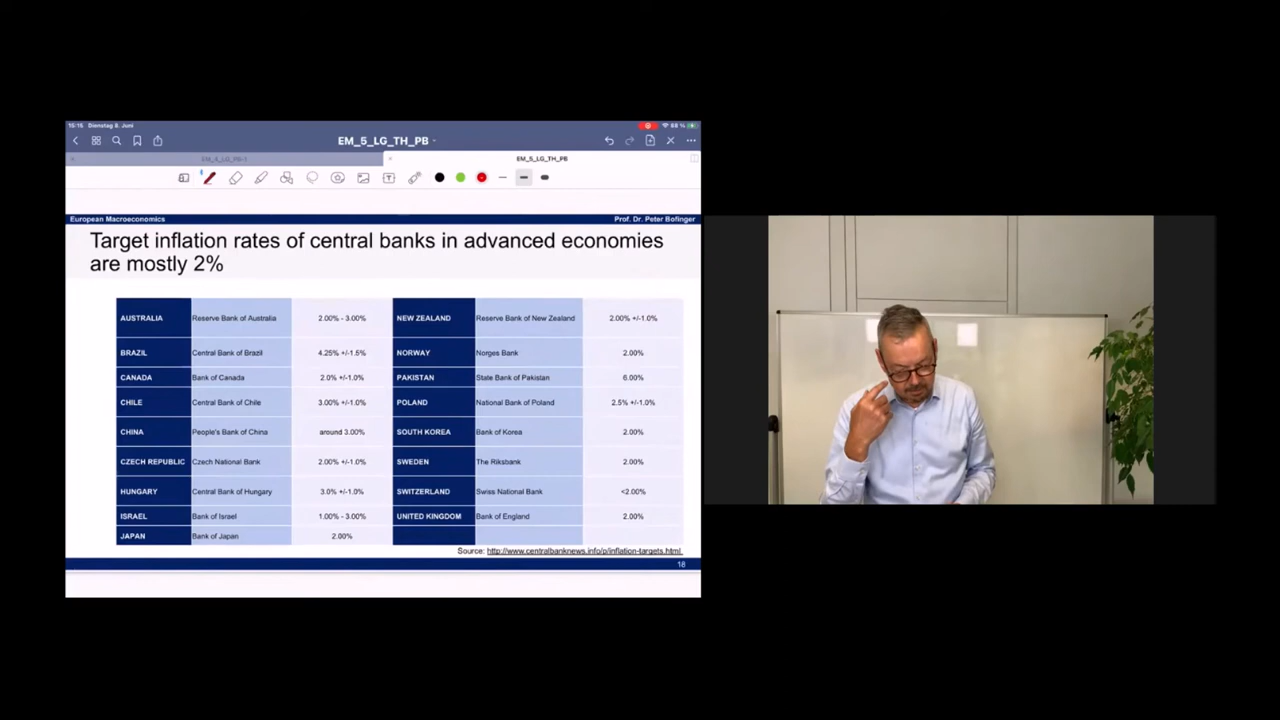 15:15 Dienstag 8. Juni
68 %
EM_5_LG_TH_PB
EM_4_LG_PB-1
EM_5_LG_TH_PB
European Macroeconomics
Prof. Dr. Peter Bofinger
Target inflation rates of central banks in advanced economies
are mostly 2%
AUSTRALIA Reserve Bank of Australia 2.00% - 3.00% NEW ZEALAND Reserve Bank of New Zealand 2.00% +/-1.0%
BRAZIL Central Bank of Brazil 4.25% +/-1.5% NORWAY Norges Bank 2.00%
CANADA Bank of Canada 2.0% +/-1.0% PAKISTAN State Bank of Pakistan 6.00%
CHILE Central Bank of Chile 3.00% +/-1.0% POLAND National Bank of Poland 2.5% +/-1.0%
CHINA People's Bank of China around 3.00% SOUTH KOREA Bank of Korea 2.00%
CZECH REPUBLIC Czech National Bank 2.00% +/-1.0% SWEDEN The Riksbank 2.00%
HUNGARY Central Bank of Hungary 3.0% +/-1.0% SWITZERLAND Swiss National Bank <2.00%
ISRAEL Bank of Israel 1.00% - 3.00% UNITED KINGDOM Bank of England 2.00%
JAPAN Bank of Japan 2.00%
Source: http://www.centralbanknews.info/p/inflation-targets.html
18